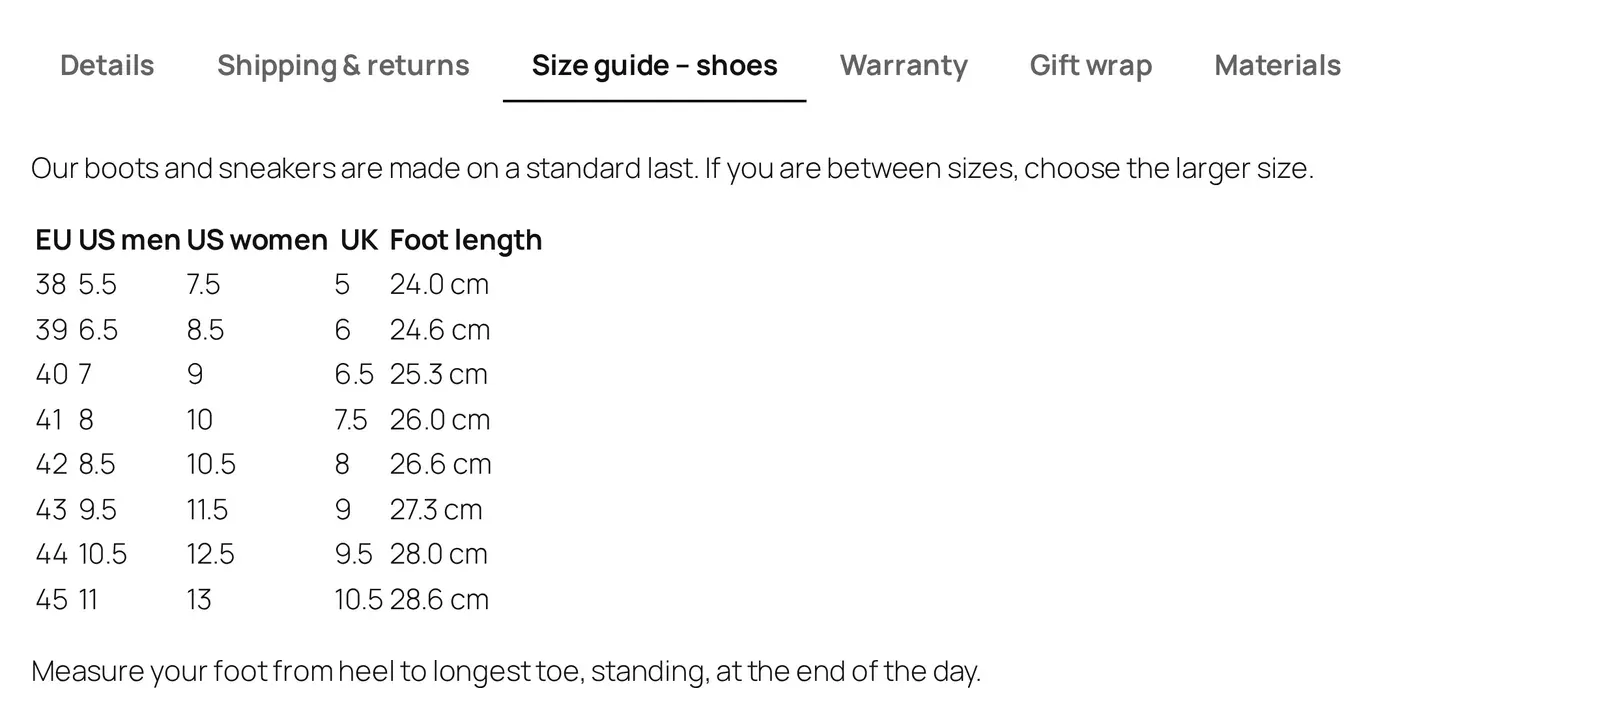 Details Shipping & returns Size guide – shoes Warranty Gift wrap Materials
Our boots and sneakers are made on a standard last. If you are between sizes, choose the larger size.
EU US men US women UK Foot length
38 5.5 7.5 5 24.0 cm
39 6.5 8.5 6 24.6 cm
40 7 9 6.5 25.3 cm
41 8 10 7.5 26.0 cm
42 8.5 10.5 8 26.6 cm
43 9.5 11.5 9 27.3 cm
44 10.5 12.5 9.5 28.0 cm
45 11 13 10.5 28.6 cm
Measure your foot from heel to longest toe, standing, at the end of the day.